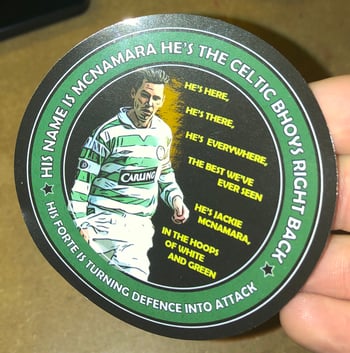 HIS NAME IS MCNAMARA HE'S THE CELTIC BHOYS RIGHT BACK
HE'S HERE,
HE'S THERE,
HE'S EVERYWHERE,
THE BEST WE'VE
EVER SEEN
HE'S JACKIE
MCNAMARA,
IN THE HOOPS
OF WHITE
AND GREEN
CARLING
HIS FORTE IS TURNING DEFENCE INTO ATTACK